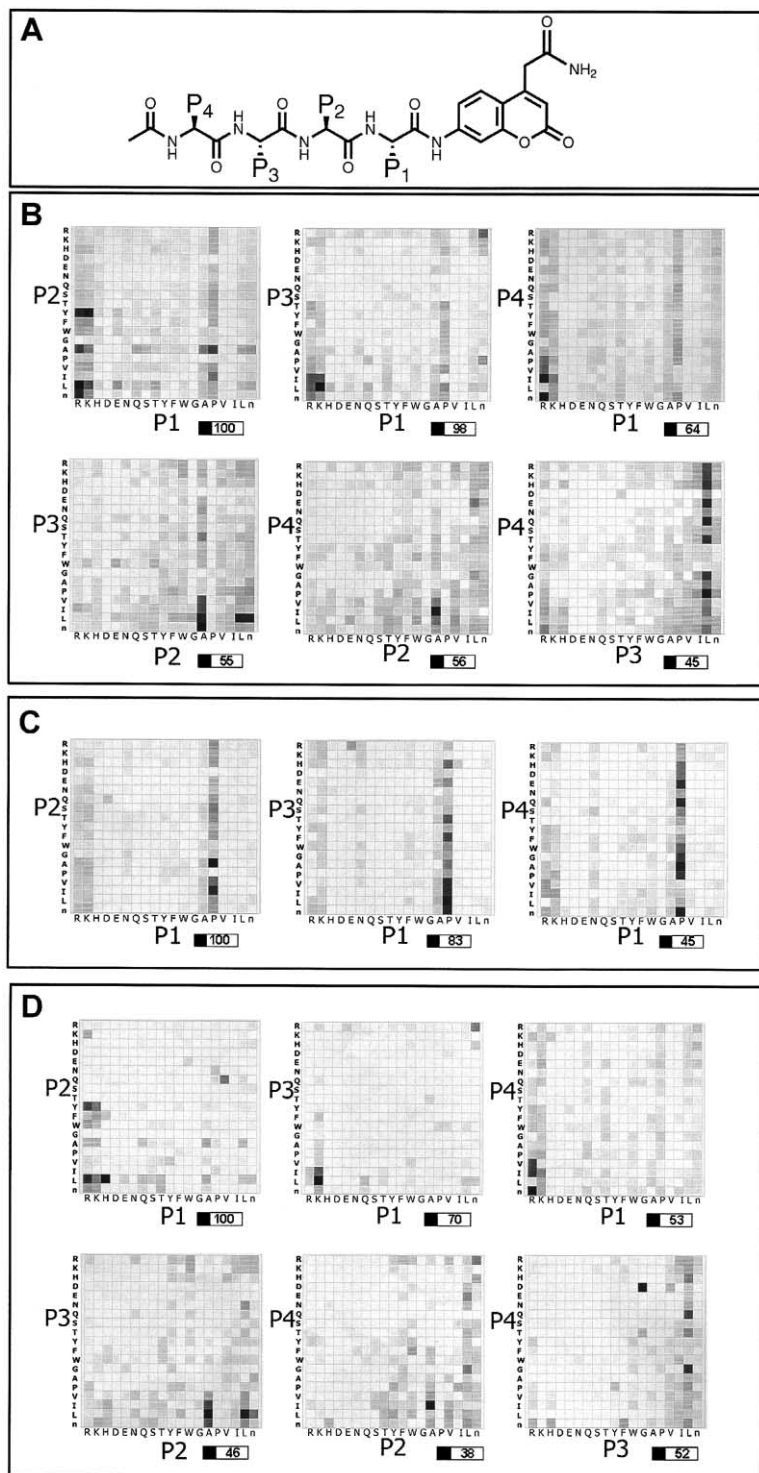 A
O
NH₂
O P₄ H N O P₂ H N O
N H O P₃ N H O P₁ N H O O
B
P2
R K H D E N Q S T Y F W G A P V I L n
R K H D E N Q S T Y F W G A P V I L n
P1 100
P3
R K H D E N Q S T Y F W G A P V I L n
R K H D E N Q S T Y F W G A P V I L n
P1 98
P4
R K H D E N Q S T Y F W G A P V I L n
R K H D E N Q S T Y F W G A P V I L n
P1 64
P3
R K H D E N Q S T Y F W G A P V I L n
R K H D E N Q S T Y F W G A P V I L n
P2 55
P4
R K H D E N Q S T Y F W G A P V I L n
R K H D E N Q S T Y F W G A P V I L n
P2 56
P4
R K H D E N Q S T Y F W G A P V I L n
R K H D E N Q S T Y F W G A P V I L n
P3 45
C
P2
R K H D E N Q S T Y F W G A P V I L n
R K H D E N Q S T Y F W G A P V I L n
P1 100
P3
R K H D E N Q S T Y F W G A P V I L n
R K H D E N Q S T Y F W G A P V I L n
P1 83
P4
R K H D E N Q S T Y F W G A P V I L n
R K H D E N Q S T Y F W G A P V I L n
P1 45
D
P2
R K H D E N Q S T Y F W G A P V I L n
R K H D E N Q S T Y F W G A P V I L n
P1 100
P3
R K H D E N Q S T Y F W G A P V I L n
R K H D E N Q S T Y F W G A P V I L n
P1 70
P4
R K H D E N Q S T Y F W G A P V I L n
R K H D E N Q S T Y F W G A P V I L n
P1 53
P3
R K H D E N Q S T Y F W G A P V I L n
R K H D E N Q S T Y F W G A P V I L n
P2 46
P4
R K H D E N Q S T Y F W G A P V I L n
R K H D E N Q S T Y F W G A P V I L n
P2 38
P4
R K H D E N Q S T Y F W G A P V I L n
R K H D E N Q S T Y F W G A P V I L n
P3 52